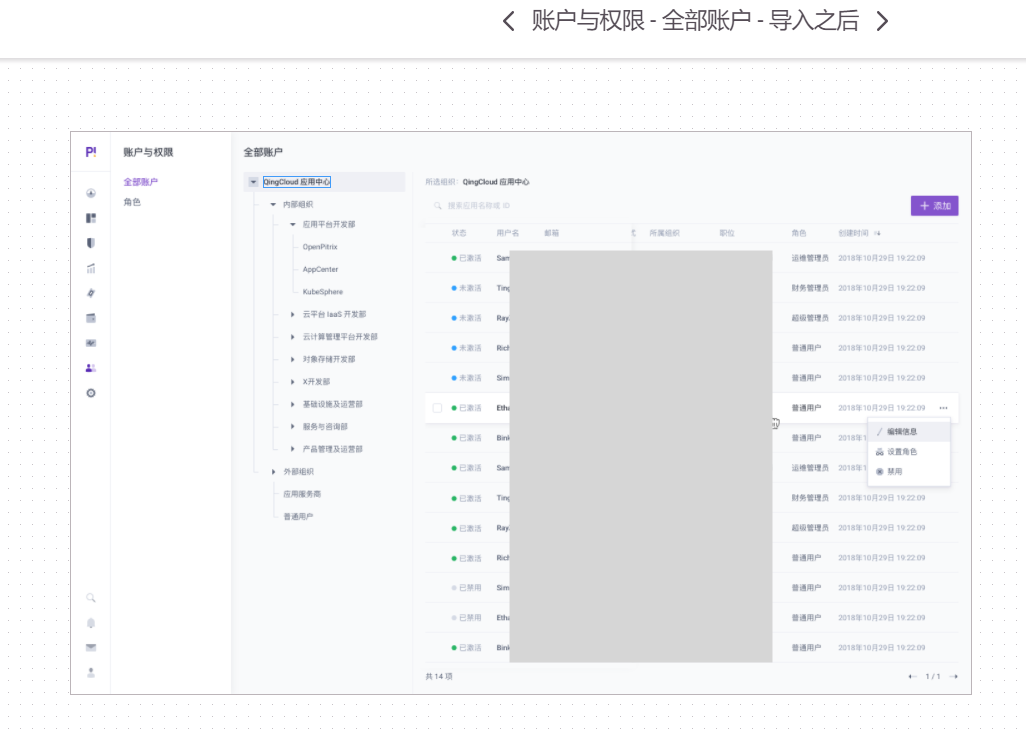 账户与权限 - 全部账户 - 导入之后
P!
账户与权限
全部账户
角色
全部账户
QingCloud 应用中心
内部组织
应用平台开发部
OpenPitrix
AppCenter
KubeSphere
云平台 IaaS 开发部
云计算管理平台开发部
对象存储开发部
X开发部
基础设施及运营部
服务与咨询部
产品管理及运营部
外部组织
应用服务商
普通用户
所选组织: QingCloud 应用中心
搜索应用名称或 ID
添加
状态 用户名 邮箱 所属组织 职位 角色 创建时间
已激活 Sam 运维管理员 2018年10月29日 19:22:09
未激活 Ting 财务管理员 2018年10月29日 19:22:09
未激活 Ray 超级管理员 2018年10月29日 19:22:09
未激活 Rich 普通用户 2018年10月29日 19:22:09
未激活 Sim 普通用户 2018年10月29日 19:22:09
已激活 Etha 普通用户 2018年10月29日 19:22:09 ···
已激活 Bink 普通用户 2018年1
已激活 Sam 运维管理员 2018年1
已激活 Ting 财务管理员 2018年10月29日 19:22:09
已激活 Ray 超级管理员 2018年10月29日 19:22:09
已激活 Rich 普通用户 2018年10月29日 19:22:09
已禁用 Sim 普通用户 2018年10月29日 19:22:09
已禁用 Etha 普通用户 2018年10月29日 19:22:09
已激活 Bink 普通用户 2018年10月29日 19:22:09
编辑信息
设置角色
禁用
共 14 项
1 / 1